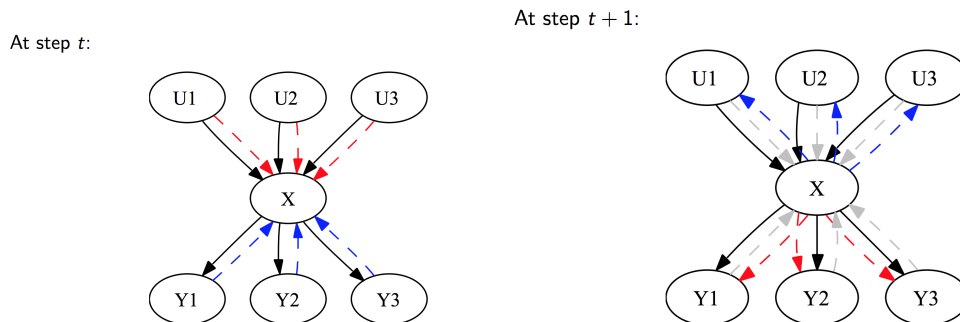 At step t:
U1 U2 U3
X
Y1 Y2 Y3
At step t + 1:
U1 U2 U3
X
Y1 Y2 Y3